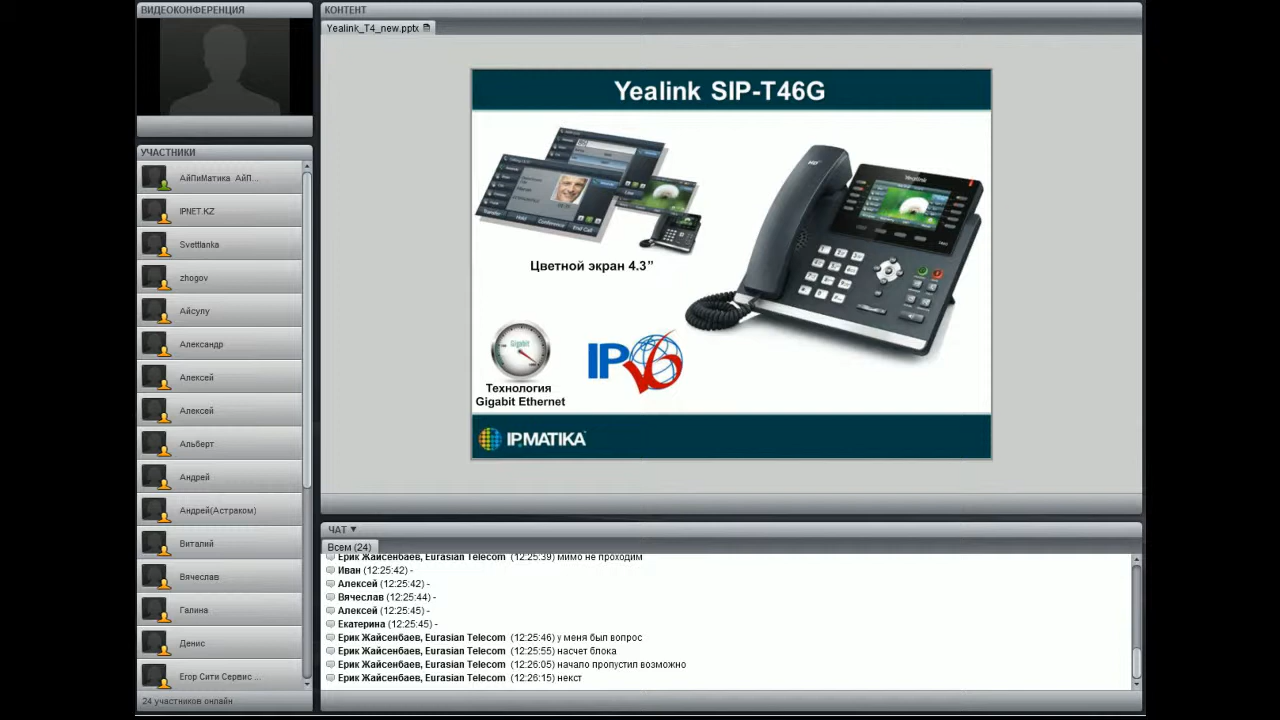 ВИДЕОКОНФЕРЕНЦИЯ
УЧАСТНИКИ
АйПиМатика АйП...
IPNET.KZ
Svettlanka
zhogov
Айсулу
Александр
Алексей
Алексей
Альберт
Андрей
Андрей(Астраком)
Виталий
Вячеслав
Галина
Денис
Егор Сити Сервис ...
24 участников онлайн
КОНТЕНТ
Yealink_T4_new.pptx
Yealink SIP-T46G
Yealink
Цветной экран 4.3”
Gigabit
IPv6
Технология
Gigabit Ethernet
IPMATIKA
ЧАТ
Всем (24)
Ерик Жайсенбаев, Eurasian Telecom (12:25:39) мимо не проходим
Иван (12:25:42) -
Алексей (12:25:42) -
Вячеслав (12:25:44) -
Алексей (12:25:45) -
Екатерина (12:25:45) -
Ерик Жайсенбаев, Eurasian Telecom (12:25:46) у меня был вопрос
Ерик Жайсенбаев, Eurasian Telecom (12:25:55) насчет блока
Ерик Жайсенбаев, Eurasian Telecom (12:26:05) начало пропустил возможно
Ерик Жайсенбаев, Eurasian Telecom (12:26:15) некст